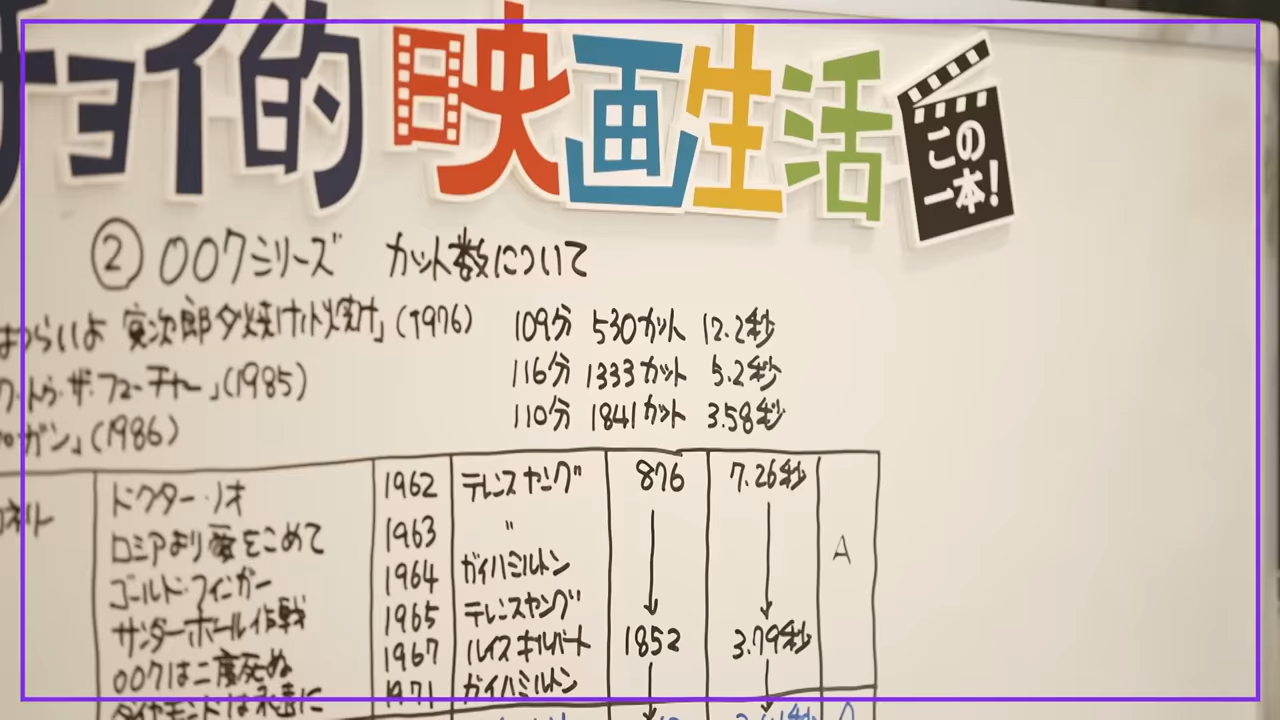 チョイ的映画生活
この一本!
② 007シリーズ カット数について
はつらいよ 寅次郎夕焼け小焼け」(1976) 109分 530カット 12.2秒
ク・トゥ・ザ・フューチャー」(1985) 116分 1333カット 5.2秒
プガン」(1986) 110分 1841カット 3.58秒
ドクター・ノオ 1962 テレンスヤング 876 7.26秒
ロシアより愛をこめて 1963 〃
ゴールド・フィンガー 1964 ガイハミルトン A
サンダーボール作戦 1965 テレンスヤング
007は二度死ぬ 1967 ルイスギルバート 1852 3.79秒
ダイヤモンドは永遠に 1971 ガイハミルトン